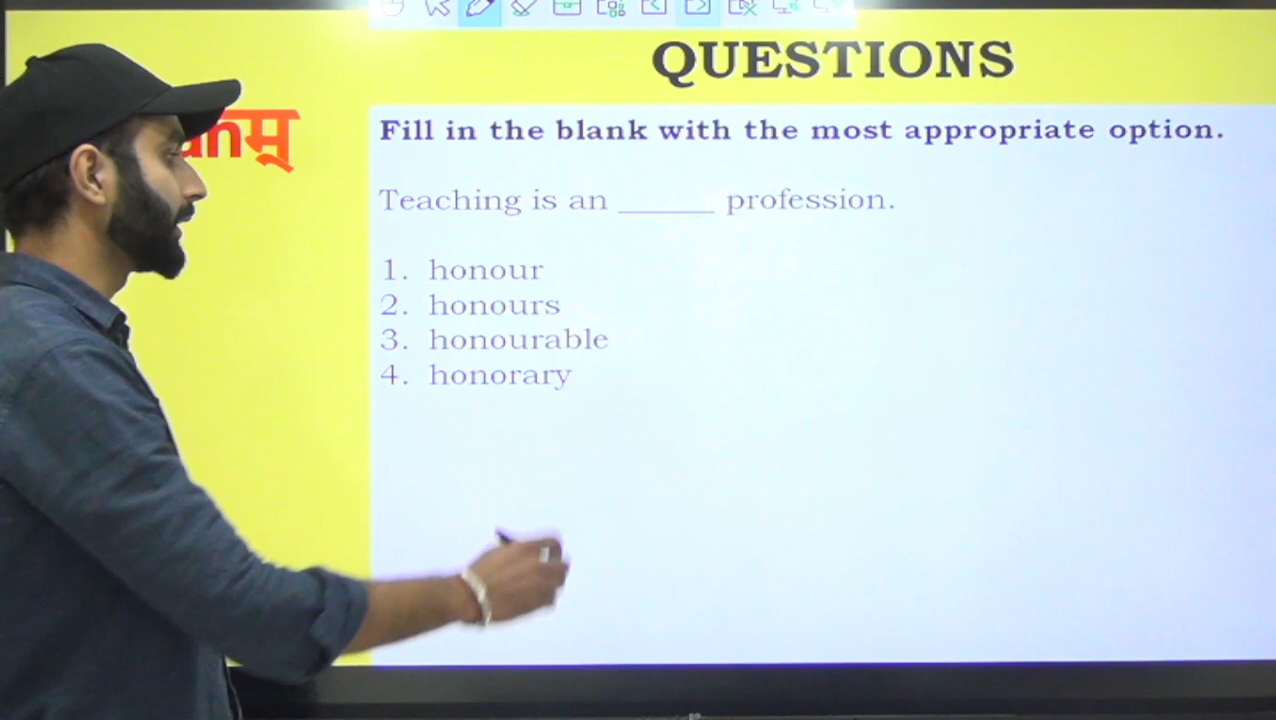 QUESTIONS
Fill in the blank with the most appropriate option.
Teaching is an ______ profession.
1. honour
2. honours
3. honourable
4. honorary